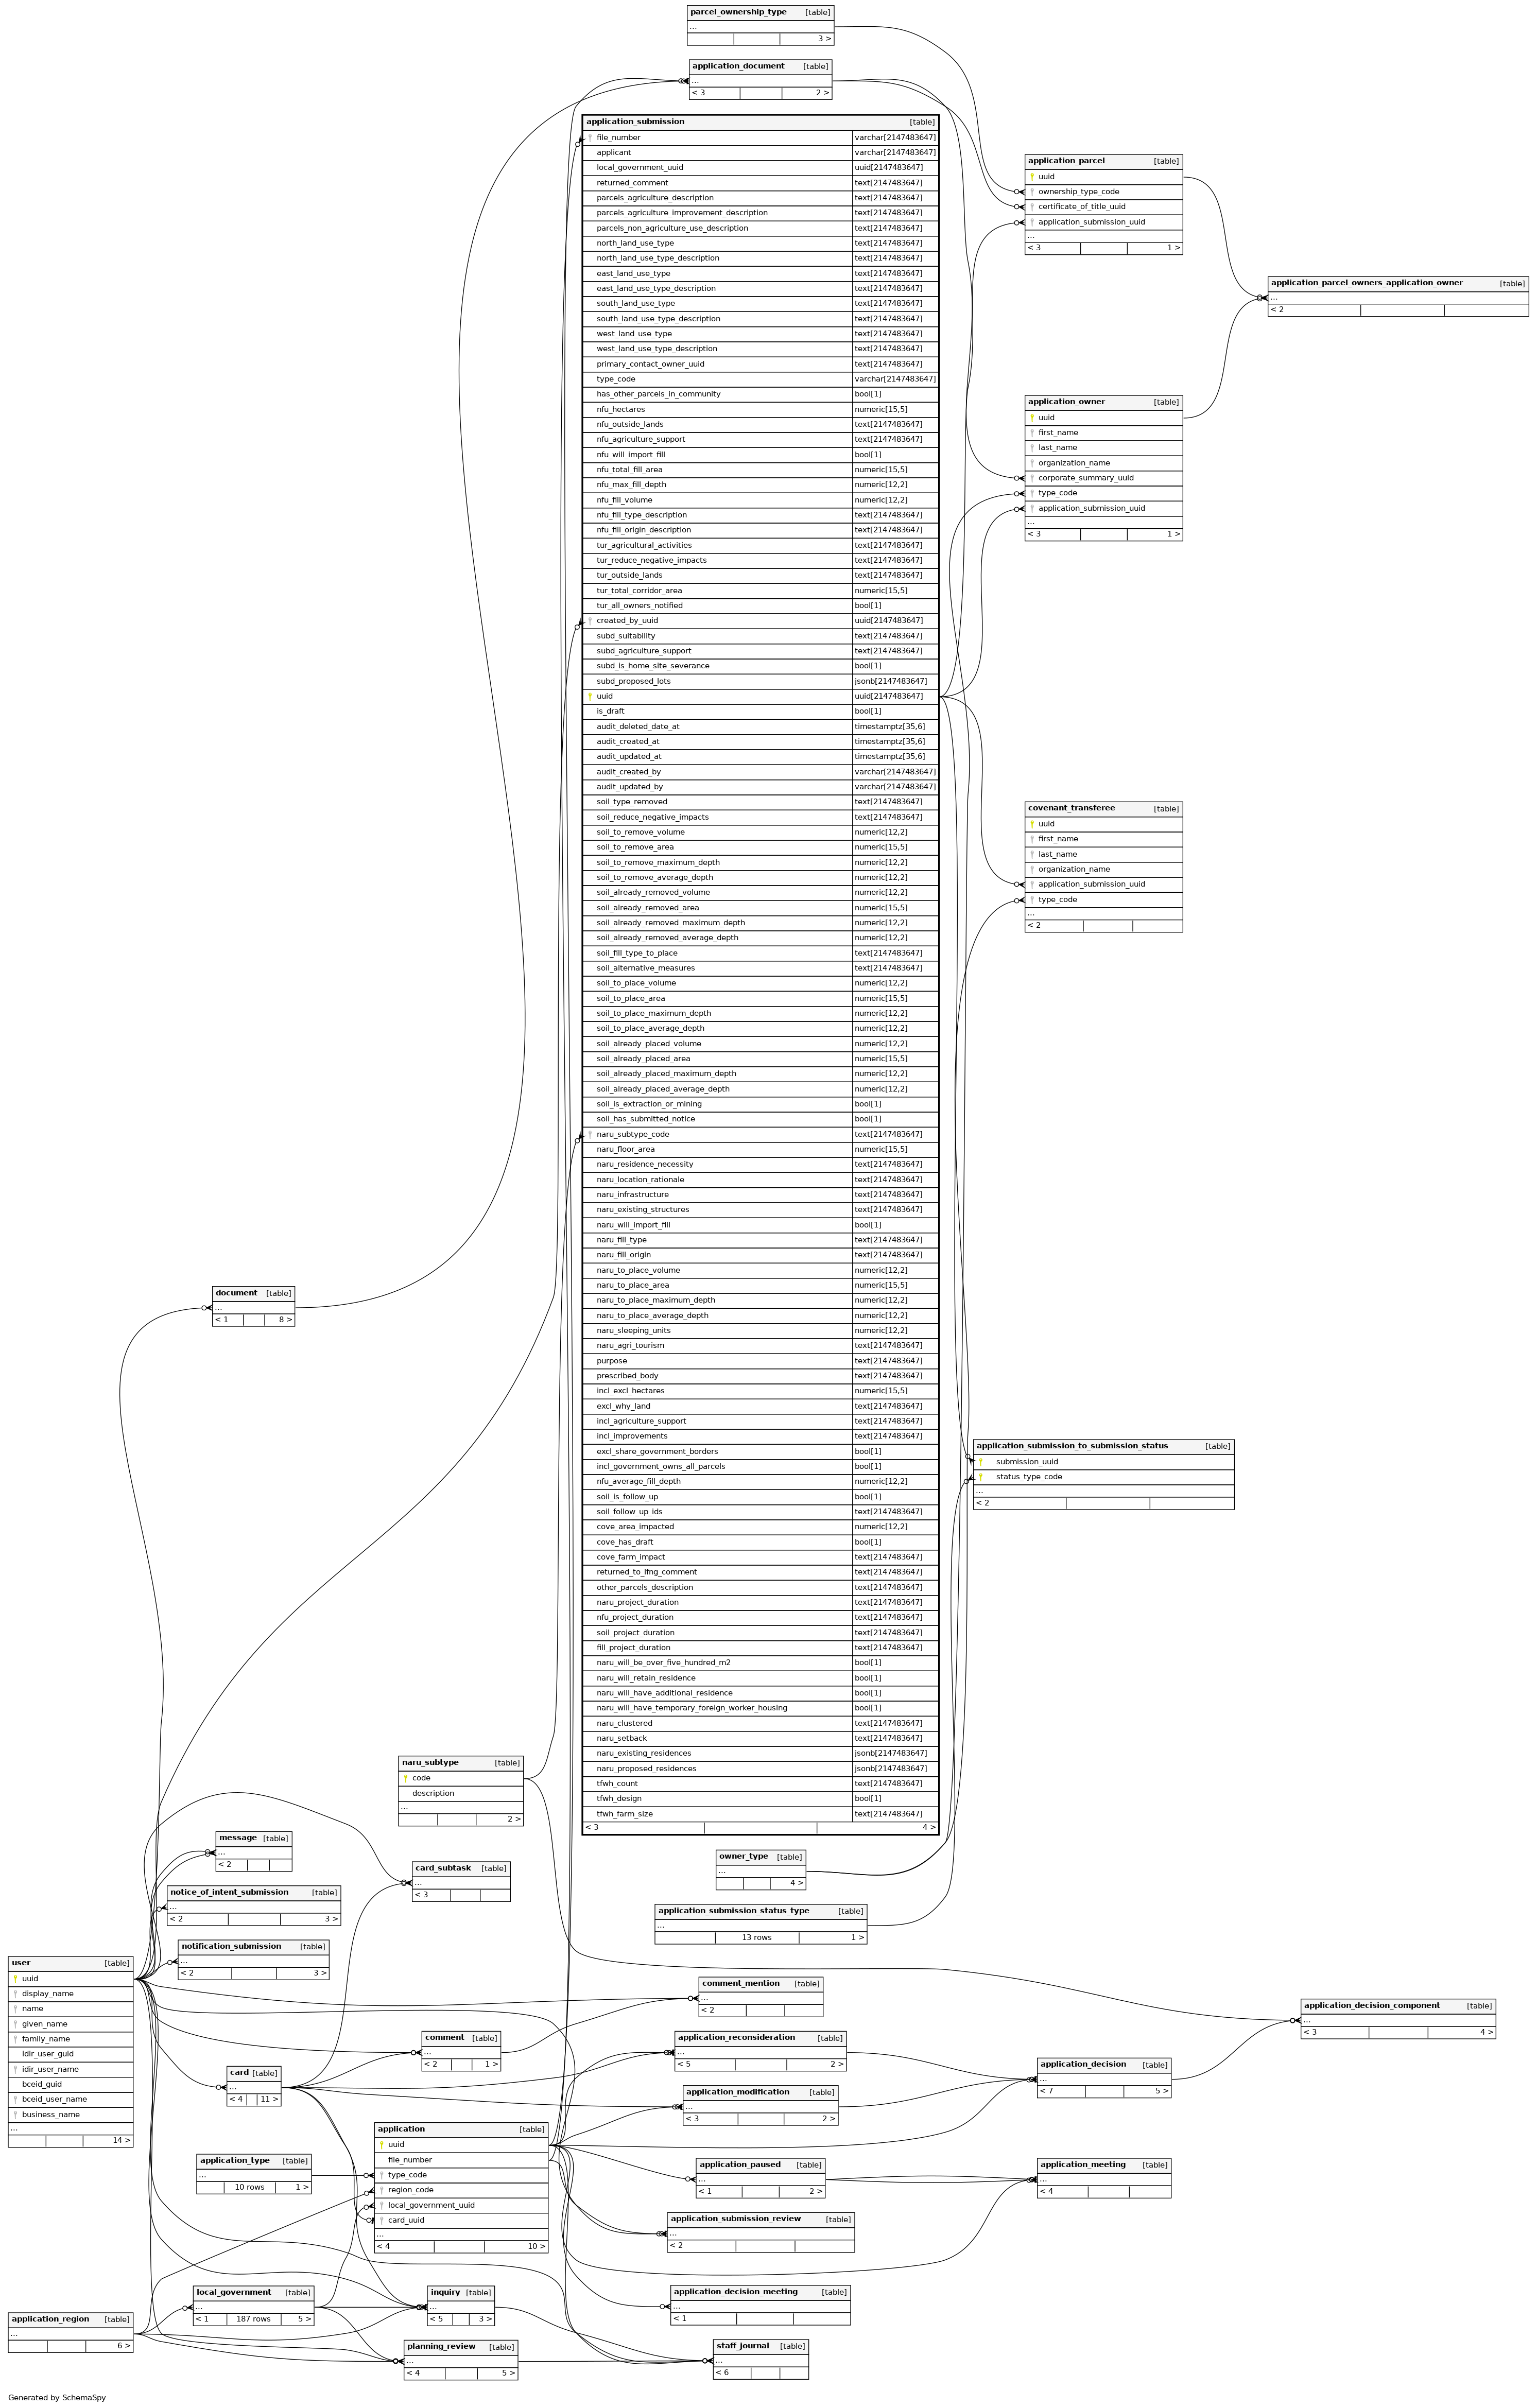 parcel_ownership_type [table]
...
3 >
application_document [table]
...
< 3 2 >
application_submission [table]
file_number varchar[2147483647]
applicant varchar[2147483647]
local_government_uuid uuid[2147483647]
returned_comment text[2147483647]
parcels_agriculture_description text[2147483647]
parcels_agriculture_improvement_description text[2147483647]
parcels_non_agriculture_use_description text[2147483647]
north_land_use_type text[2147483647]
north_land_use_type_description text[2147483647]
east_land_use_type text[2147483647]
east_land_use_type_description text[2147483647]
south_land_use_type text[2147483647]
south_land_use_type_description text[2147483647]
west_land_use_type text[2147483647]
west_land_use_type_description text[2147483647]
primary_contact_owner_uuid text[2147483647]
type_code varchar[2147483647]
has_other_parcels_in_community bool[1]
nfu_hectares numeric[15,5]
nfu_outside_lands text[2147483647]
nfu_agriculture_support text[2147483647]
nfu_will_import_fill bool[1]
nfu_total_fill_area numeric[15,5]
nfu_max_fill_depth numeric[12,2]
nfu_fill_volume numeric[12,2]
nfu_fill_type_description text[2147483647]
nfu_fill_origin_description text[2147483647]
tur_agricultural_activities text[2147483647]
tur_reduce_negative_impacts text[2147483647]
tur_outside_lands text[2147483647]
tur_total_corridor_area numeric[15,5]
tur_all_owners_notified bool[1]
created_by_uuid uuid[2147483647]
subd_suitability text[2147483647]
subd_agriculture_support text[2147483647]
subd_is_home_site_severance bool[1]
subd_proposed_lots jsonb[2147483647]
uuid uuid[2147483647]
is_draft bool[1]
audit_deleted_date_at timestamptz[35,6]
audit_created_at timestamptz[35,6]
audit_updated_at timestamptz[35,6]
audit_created_by varchar[2147483647]
audit_updated_by varchar[2147483647]
soil_type_removed text[2147483647]
soil_reduce_negative_impacts text[2147483647]
soil_to_remove_volume numeric[12,2]
soil_to_remove_area numeric[15,5]
soil_to_remove_maximum_depth numeric[12,2]
soil_to_remove_average_depth numeric[12,2]
soil_already_removed_volume numeric[12,2]
soil_already_removed_area numeric[15,5]
soil_already_removed_maximum_depth numeric[12,2]
soil_already_removed_average_depth numeric[12,2]
soil_fill_type_to_place text[2147483647]
soil_alternative_measures text[2147483647]
soil_to_place_volume numeric[12,2]
soil_to_place_area numeric[15,5]
soil_to_place_maximum_depth numeric[12,2]
soil_to_place_average_depth numeric[12,2]
soil_already_placed_volume numeric[12,2]
soil_already_placed_area numeric[15,5]
soil_already_placed_maximum_depth numeric[12,2]
soil_already_placed_average_depth numeric[12,2]
soil_is_extraction_or_mining bool[1]
soil_has_submitted_notice bool[1]
naru_subtype_code text[2147483647]
naru_floor_area numeric[15,5]
naru_residence_necessity text[2147483647]
naru_location_rationale text[2147483647]
naru_infrastructure text[2147483647]
naru_existing_structures text[2147483647]
naru_will_import_fill bool[1]
naru_fill_type text[2147483647]
naru_fill_origin text[2147483647]
naru_to_place_volume numeric[12,2]
naru_to_place_area numeric[15,5]
naru_to_place_maximum_depth numeric[12,2]
naru_to_place_average_depth numeric[12,2]
naru_sleeping_units numeric[12,2]
naru_agri_tourism text[2147483647]
purpose text[2147483647]
prescribed_body text[2147483647]
incl_excl_hectares numeric[15,5]
excl_why_land text[2147483647]
incl_agriculture_support text[2147483647]
incl_improvements text[2147483647]
excl_share_government_borders bool[1]
incl_government_owns_all_parcels bool[1]
nfu_average_fill_depth numeric[12,2]
soil_is_follow_up bool[1]
soil_follow_up_ids text[2147483647]
cove_area_impacted numeric[12,2]
cove_has_draft bool[1]
cove_farm_impact text[2147483647]
returned_to_lfng_comment text[2147483647]
other_parcels_description text[2147483647]
naru_project_duration text[2147483647]
nfu_project_duration text[2147483647]
soil_project_duration text[2147483647]
fill_project_duration text[2147483647]
naru_will_be_over_five_hundred_m2 bool[1]
naru_will_retain_residence bool[1]
naru_will_have_additional_residence bool[1]
naru_will_have_temporary_foreign_worker_housing bool[1]
naru_clustered text[2147483647]
naru_setback text[2147483647]
naru_existing_residences jsonb[2147483647]
naru_proposed_residences jsonb[2147483647]
tfwh_count text[2147483647]
tfwh_design bool[1]
tfwh_farm_size text[2147483647]
< 3 4 >
application_parcel [table]
uuid
ownership_type_code
certificate_of_title_uuid
application_submission_uuid
...
< 3 1 >
application_parcel_owners_application_owner [table]
...
< 2
application_owner [table]
uuid
first_name
last_name
organization_name
corporate_summary_uuid
type_code
application_submission_uuid
...
< 3 1 >
covenant_transferee [table]
uuid
first_name
last_name
organization_name
application_submission_uuid
type_code
...
< 2
document [table]
...
< 1 8 >
application_submission_to_submission_status [table]
submission_uuid
status_type_code
...
< 2
naru_subtype [table]
code
description
...
2 >
message [table]
...
< 2
card_subtask [table]
...
< 3
owner_type [table]
...
4 >
notice_of_intent_submission [table]
...
< 2 3 >
application_submission_status_type [table]
...
13 rows 1 >
notification_submission [table]
...
< 2 3 >
user [table]
uuid
display_name
name
given_name
family_name
idir_user_guid
idir_user_name
bceid_guid
bceid_user_name
business_name
...
14 >
comment_mention [table]
...
< 2
application_decision_component [table]
...
< 3 4 >
comment [table]
...
< 2 1 >
application_reconsideration [table]
...
< 5 2 >
card [table]
...
< 4 11 >
application_decision [table]
...
< 7 5 >
application_modification [table]
...
< 3 2 >
application [table]
uuid
file_number
type_code
region_code
local_government_uuid
card_uuid
...
< 4 10 >
application_type [table]
...
10 rows 1 >
application_paused [table]
...
< 1 2 >
application_meeting [table]
...
< 4
application_submission_review [table]
...
< 2
local_government [table]
...
< 1 187 rows 5 >
inquiry [table]
...
< 5 3 >
application_decision_meeting [table]
...
< 1
application_region [table]
...
6 >
planning_review [table]
...
< 4 5 >
staff_journal [table]
...
< 6
Generated by SchemaSpy